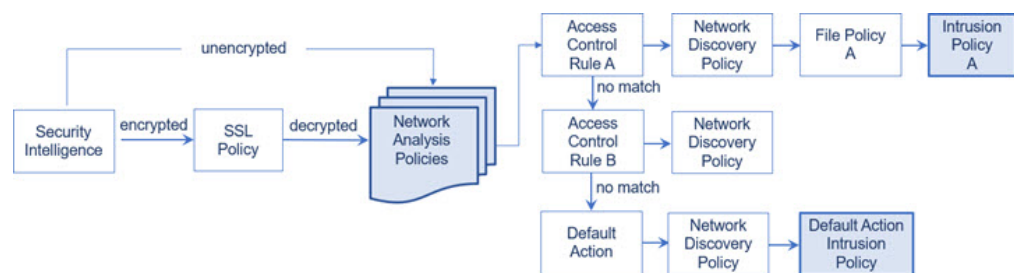 unencrypted
Security
Intelligence
encrypted
SSL
Policy
decrypted
Network
Analysis
Policies
Access
Control
Rule A
Network
Discovery
Policy
File Policy
A
Intrusion
Policy
A
no match
Access
Control
Rule B
Network
Discovery
Policy
no match
Default
Action
Network
Discovery
Policy
Default Action
Intrusion
Policy